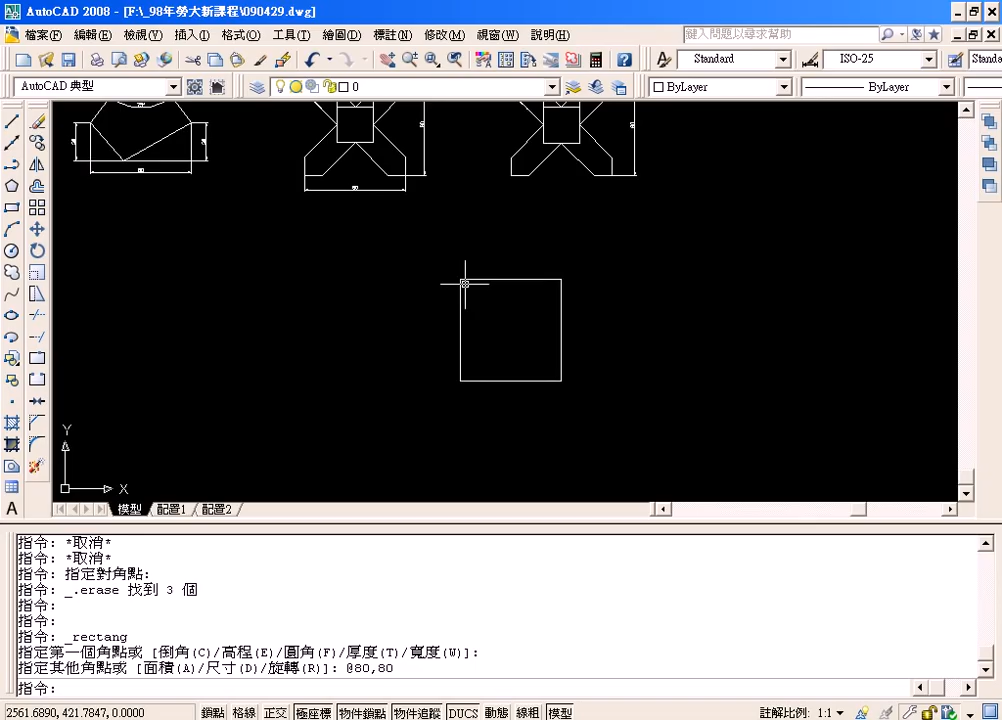 AutoCAD 2008 - [F:\_98年勞大新課程\090429.dwg]
檔案(F) 編輯(E) 檢視(V) 插入(I) 格式(O) 工具(T) 繪圖(D) 標註(N) 修改(M) 視窗(W) 說明(H) 鍵入問題以尋求幫助
Standard ISO-25 Standa
AutoCAD 典型 0 ByLayer ByLayer
Y
X
模型 配置1 配置2
指令: *取消*
指令: *取消*
指令: 指定對角點:
指令: _.erase 找到 3 個
指令:
指令:
指令: _rectang
指定第一個角點或 [倒角(C)/高程(E)/圓角(F)/厚度(T)/寬度(W)]:
指定其他角點或 [面積(A)/尺寸(D)/旋轉(R)]: @80,80
指令:
2561.6890, 421.7847, 0.0000 鎖點 格線 正交 極座標 物件鎖點 物件追蹤 DUCS 動態 線粗 模型 註解比例: 1:1